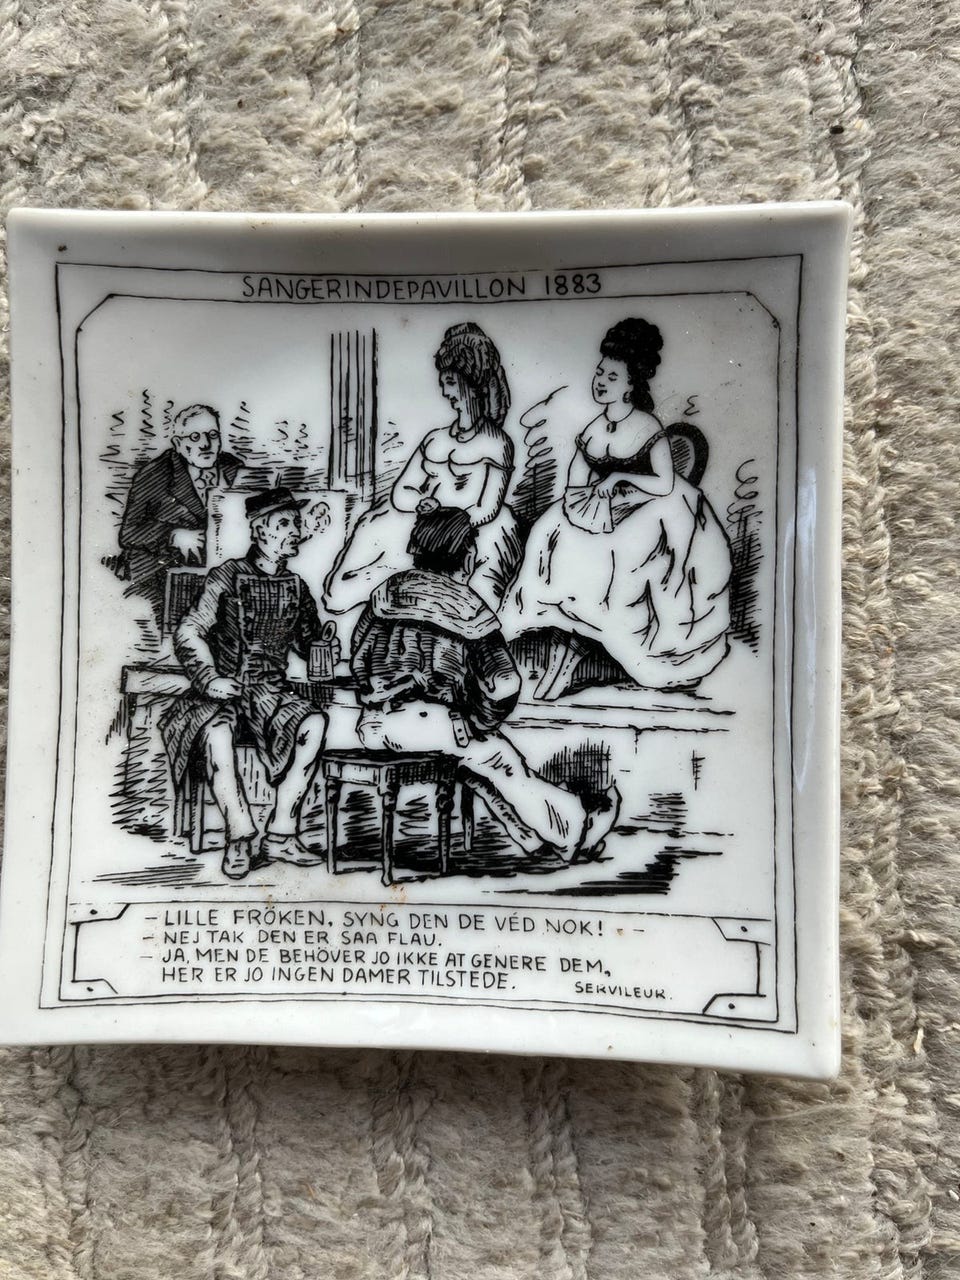 SANGERINDEPAVILLON 1883
- LILLE FRÖKEN, SYNG DEN DE VÉD NOK! - -
- NEJ TAK DEN ER SAA FLAU.
- JA, MEN DE BEHÖVER JO IKKE AT GENERE DEM,
HER ER JO INGEN DAMER TILSTEDE. SERVILEUR.